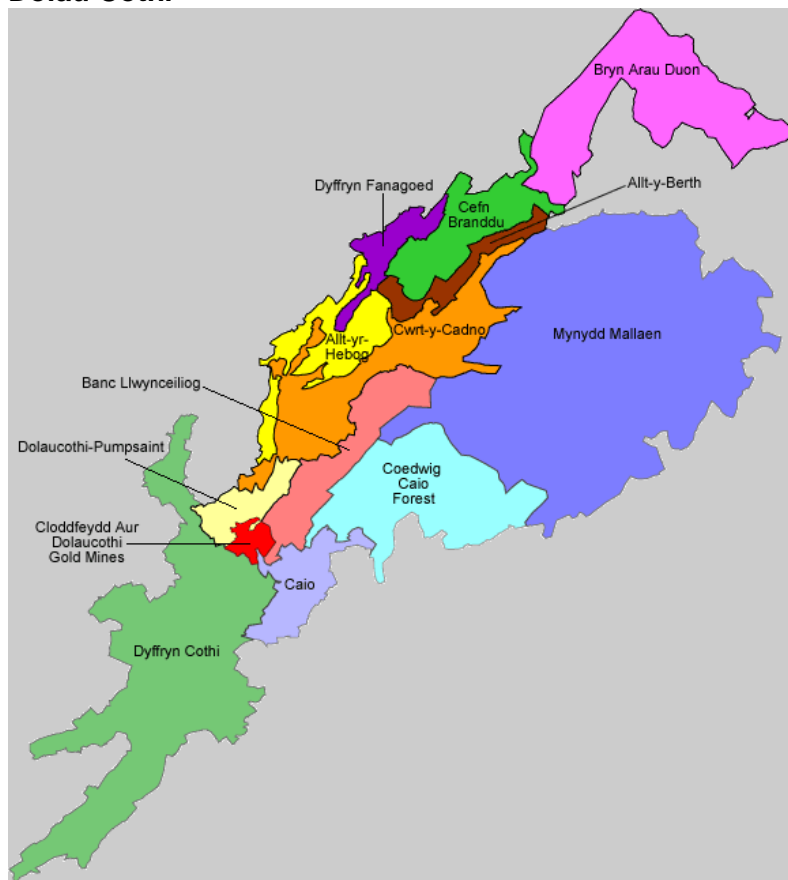 Bryn Arau Duon
Allt-y-Berth
Dyffryn Fanagoed
Cefn
Branddu
Cwrt-y-Cadno
Mynydd Mallaen
Allt-yr-
Hebog
Banc Llwynceiliog
Dolaucothi-Pumpsaint
Coedwig
Caio
Forest
Cloddfeydd Aur
Dolaucothi
Gold Mines
Caio
Dyffryn Cothi